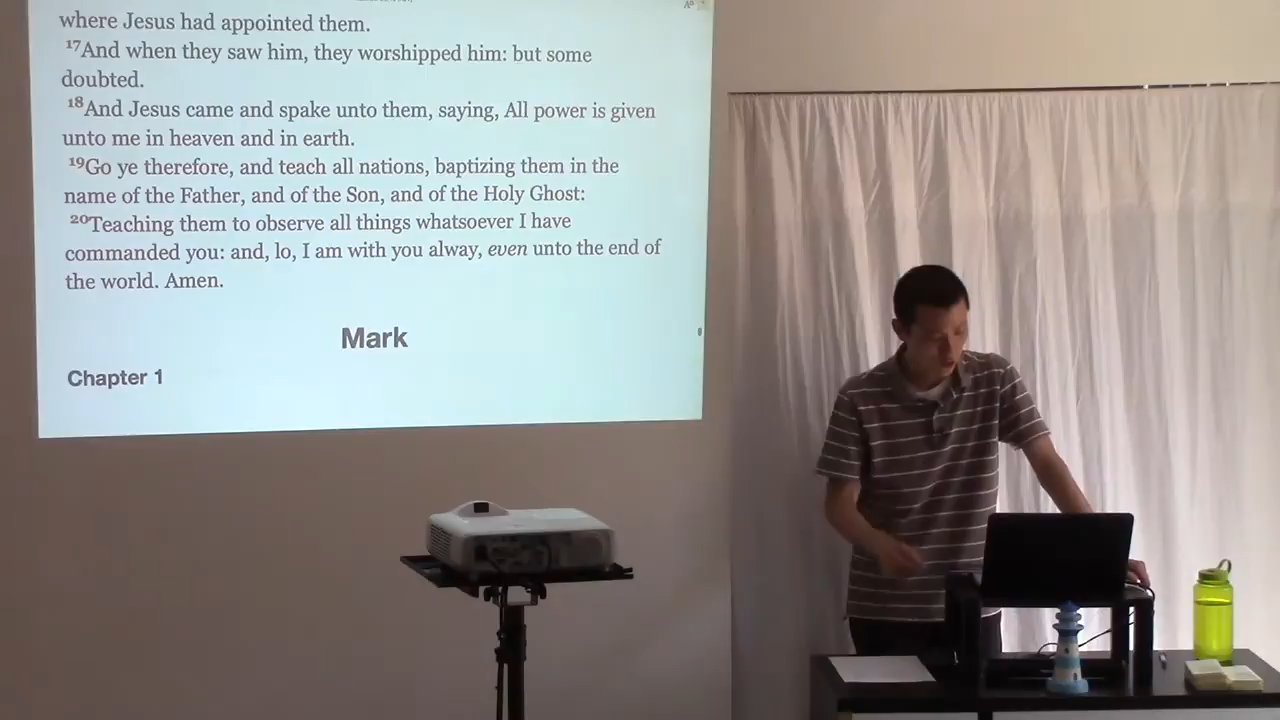 where Jesus had appointed them.
17And when they saw him, they worshipped him: but some
doubted.
18And Jesus came and spake unto them, saying, All power is given
unto me in heaven and in earth.
19Go ye therefore, and teach all nations, baptizing them in the
name of the Father, and of the Son, and of the Holy Ghost:
20Teaching them to observe all things whatsoever I have
commanded you: and, lo, I am with you alway, even unto the end of
the world. Amen.
Mark
Chapter 1